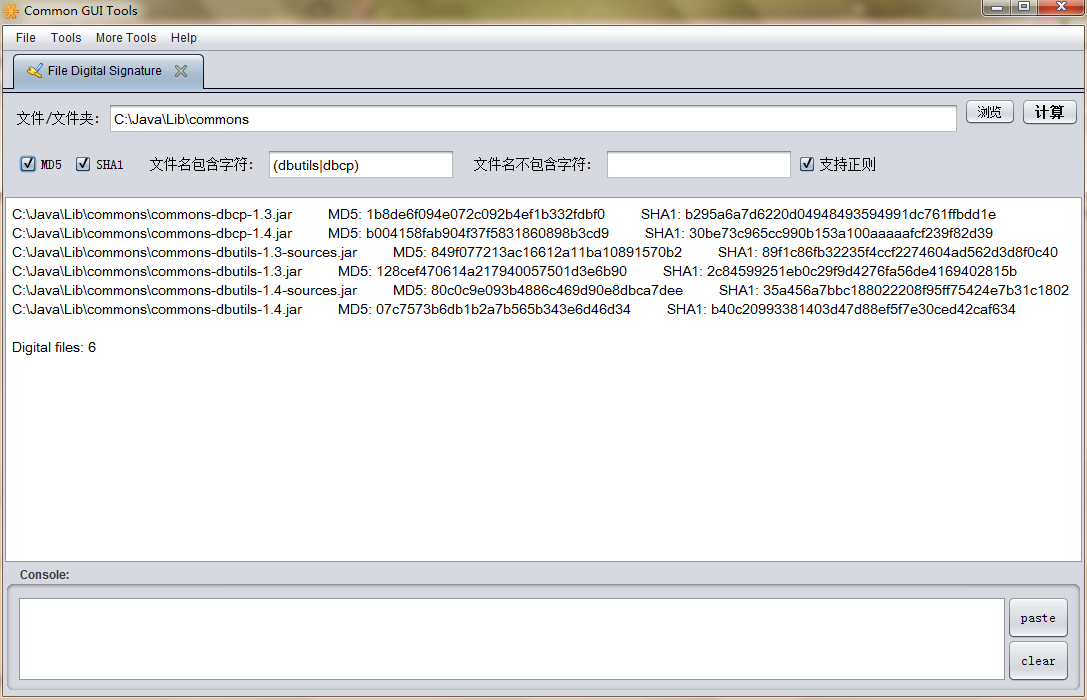 Common GUI Tools
File Tools More Tools Help
File Digital Signature
文件/文件夹: C:\Java\Lib\commons 浏览 计算
MD5 SHA1 文件名包含字符: (dbutils|dbcp) 文件名不包含字符: 支持正则
C:\Java\Lib\commons\commons-dbcp-1.3.jar MD5: 1b8de6f094e072c092b4ef1b332fdbf0 SHA1: b295a6a7d6220d04948493594991dc761ffbdd1e
C:\Java\Lib\commons\commons-dbcp-1.4.jar MD5: b004158fab904f37f5831860898b3cd9 SHA1: 30be73c965cc990b153a100aaaaafcf239f82d39
C:\Java\Lib\commons\commons-dbutils-1.3-sources.jar MD5: 849f077213ac16612a11ba10891570b2 SHA1: 89f1c86fb32235f4ccf2274604ad562d3d8f0c40
C:\Java\Lib\commons\commons-dbutils-1.3.jar MD5: 128cef470614a217940057501d3e6b90 SHA1: 2c84599251eb0c29f9d4276fa56de4169402815b
C:\Java\Lib\commons\commons-dbutils-1.4-sources.jar MD5: 80c0c9e093b4886c469d90e8dbca7dee SHA1: 35a456a7bbc188022208f95ff75424e7b31c1802
C:\Java\Lib\commons\commons-dbutils-1.4.jar MD5: 07c7573b6db1b2a7b565b343e6d46d34 SHA1: b40c20993381403d47d88ef5f7e30ced42caf634
Digital files: 6
Console:
paste
clear